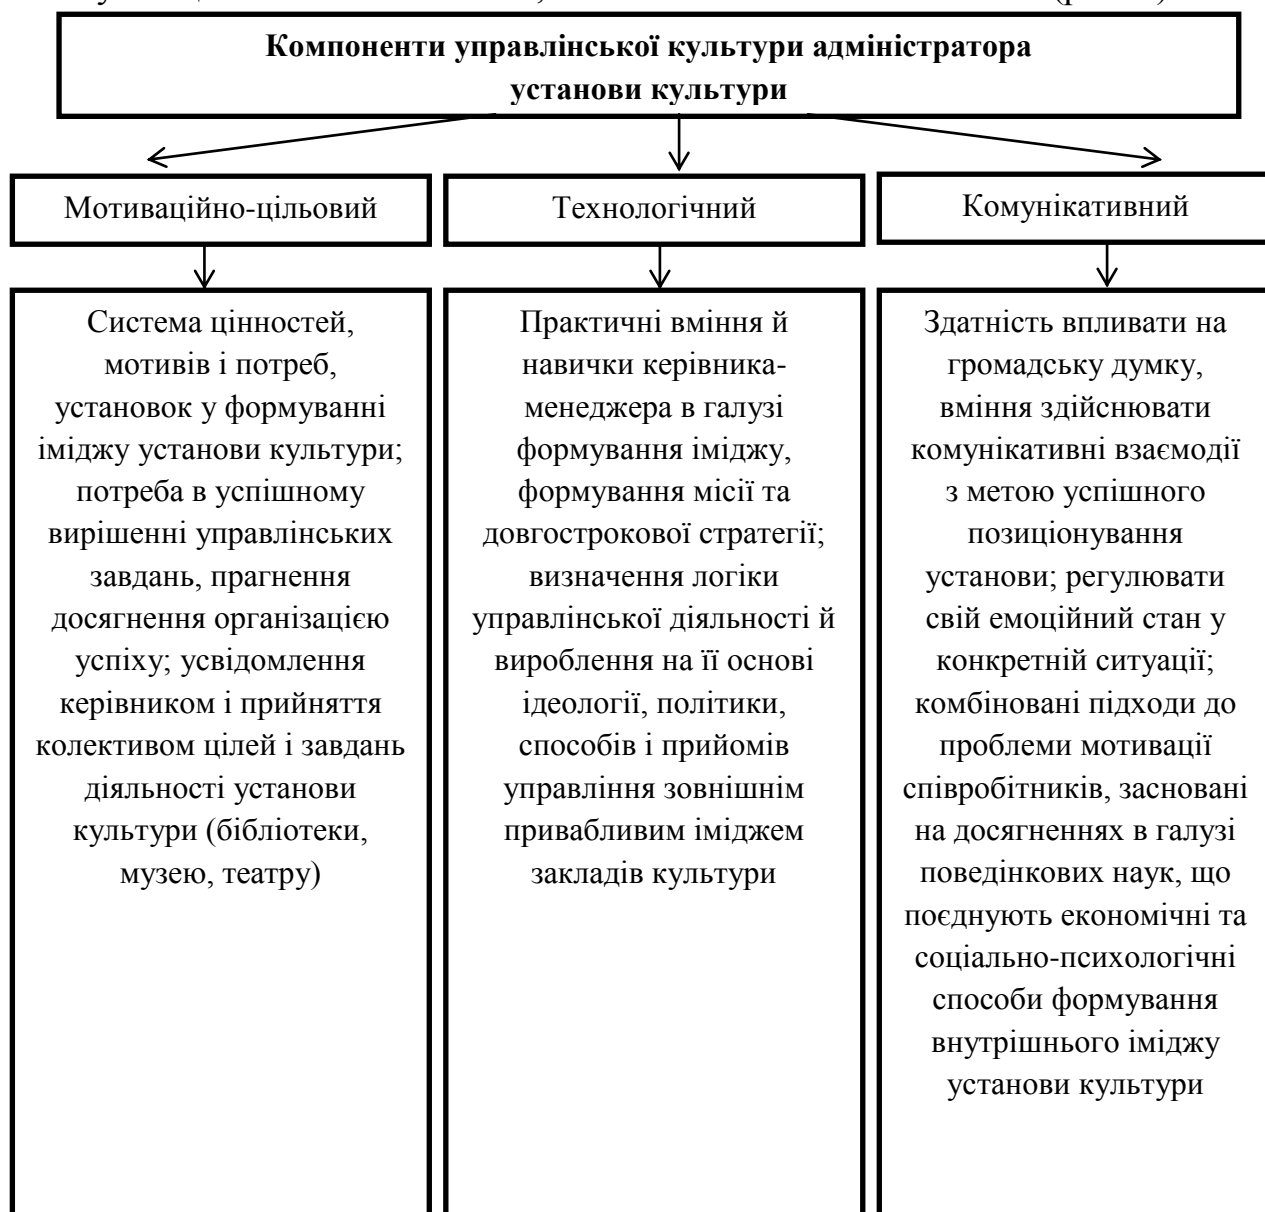 Компоненти управлінської культури адміністратора
установи культури
Мотиваційно-цільовий
Технологічний
Комунікативний
Система цінностей,
мотивів і потреб,
установок у формуванні
іміджу установи культури;
потреба в успішному
вирішенні управлінських
завдань, прагнення
досягнення організацією
успіху; усвідомлення
керівником і прийняття
колективом цілей і завдань
діяльності установи
культури (бібліотеки,
музею, театру)
Практичні вміння й
навички керівника-
менеджера в галузі
формування іміджу,
формування місії та
довгострокової стратегії;
визначення логіки
управлінської діяльності й
вироблення на її основі
ідеології, політики,
способів і прийомів
управління зовнішнім
привабливим іміджем
закладів культури
Здатність впливати на
громадську думку,
вміння здійснювати
комунікативні взаємодії
з метою успішного
позиціонування
установи; регулювати
свій емоційний стан у
конкретній ситуації;
комбіновані підходи до
проблеми мотивації
співробітників, засновані
на досягненнях в галузі
поведінкових наук, що
поєднують економічні та
соціально-психологічні
способи формування
внутрішнього іміджу
установи культури